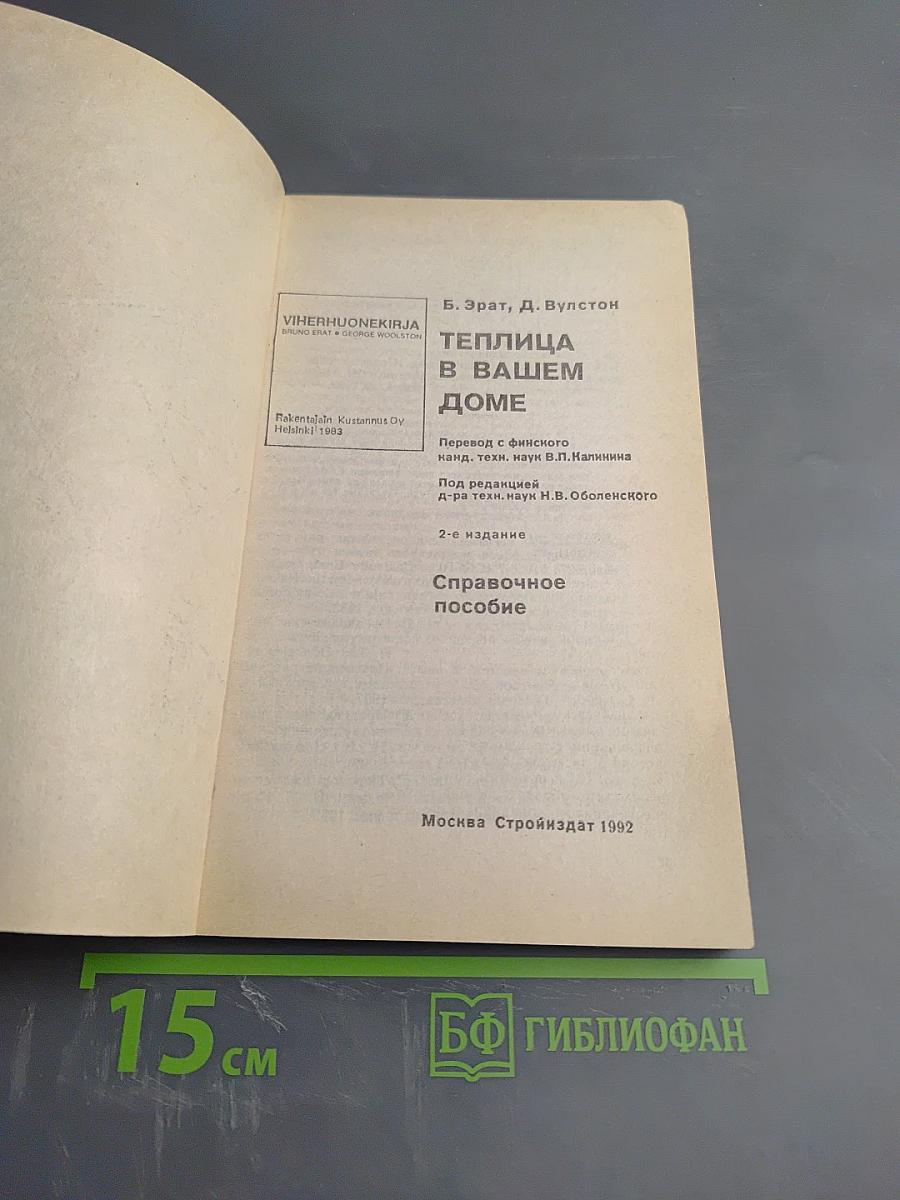 Б. Эрат, Д. Вулстон
VIHERHUONEKIRJA
BRUNO ERAT ● GEORGE WOOLSTON
Rakentajain Kustannus Oy
Helsinki 1983
ТЕПЛИЦА
В ВАШЕМ
ДОМЕ
Перевод с финского
канд. техн. наук В.П.Калинина
Под редакцией
д-ра техн. наук Н.В.Оболенского
2-е издание
Справочное
пособие
Москва Стройиздат 1992
15 см
БФ ГИБЛИОФАН